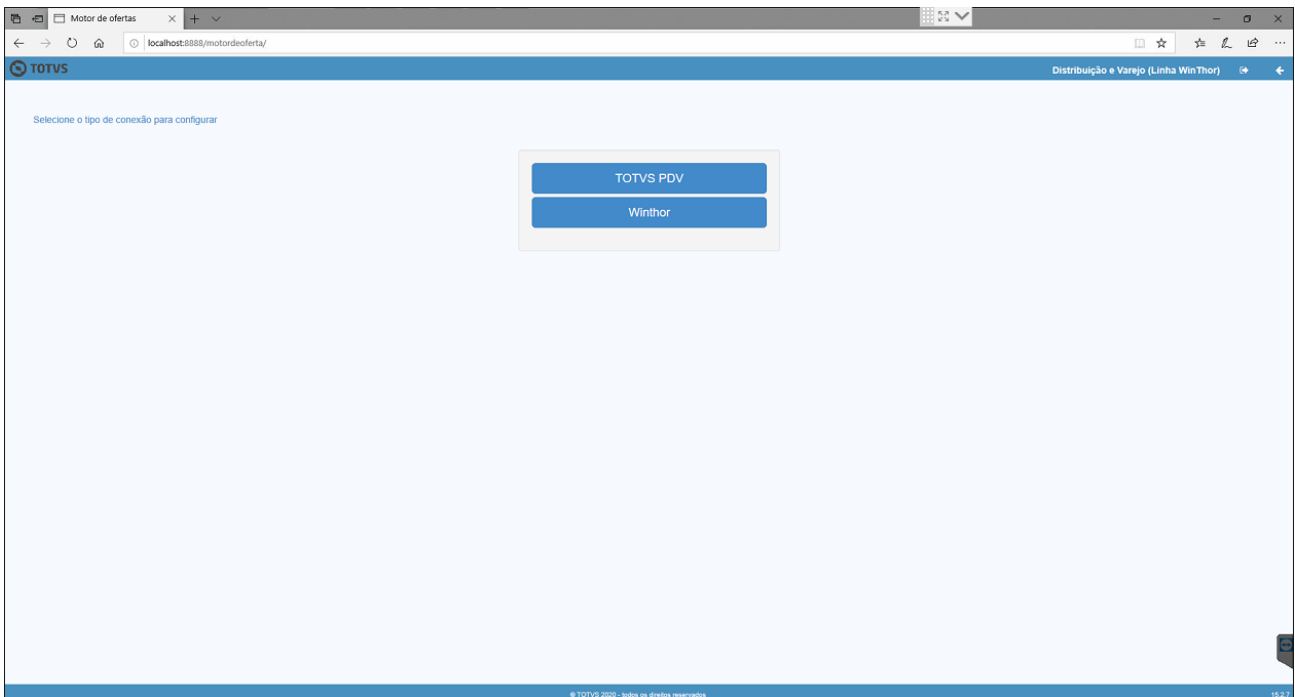 Motor de ofertas
localhost:8888/motordeoferta/
TOTVS
Distribuição e Varejo (Linha WinThor)
Selecione o tipo de conexão para configurar
TOTVS PDV
Winthor
© TOTVS 2020 - todos os direitos reservados
15.2.7